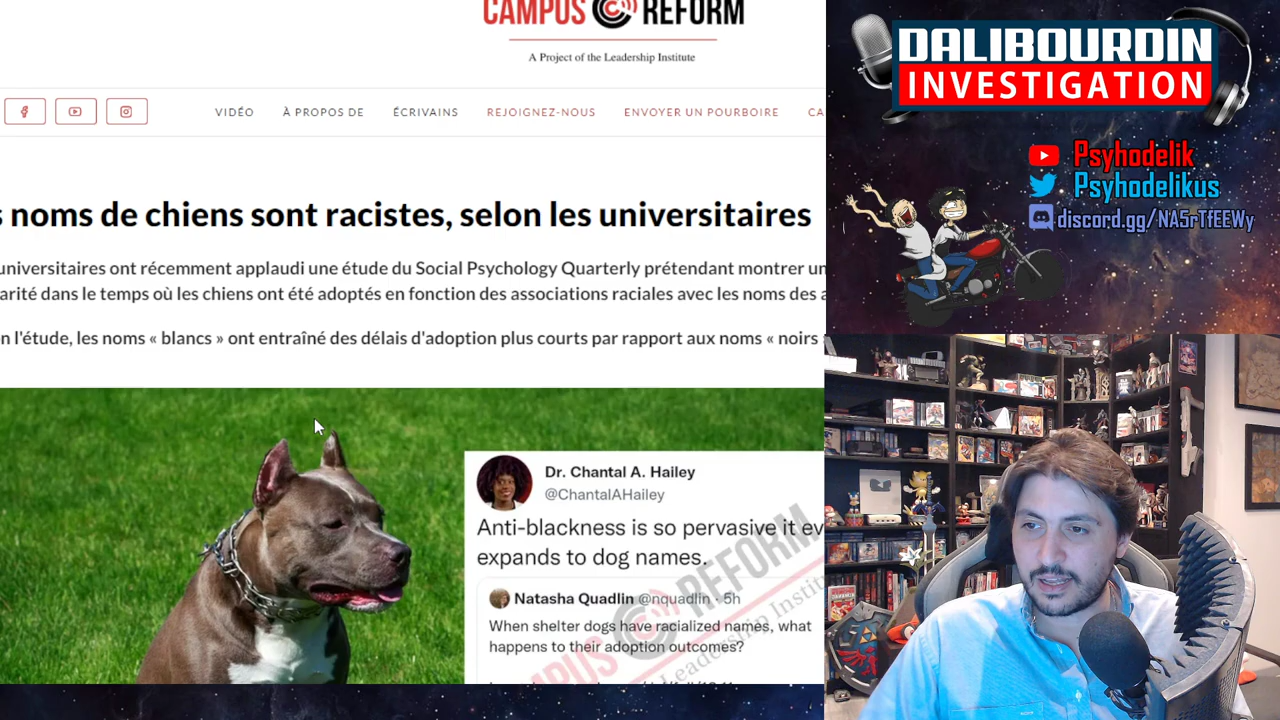 CAMPUS REFORM
A Project of the Leadership Institute
VIDÉO À PROPOS DE ÉCRIVAINS REJOIGNEZ-NOUS ENVOYER UN POURBOIRE CA
s noms de chiens sont racistes, selon les universitaires
universitaires ont récemment applaudi une étude du Social Psychology Quarterly prétendant montrer un
arité dans le temps où les chiens ont été adoptés en fonction des associations raciales avec les noms des a
n l'étude, les noms « blancs » ont entraîné des délais d'adoption plus courts par rapport aux noms « noirs
Dr. Chantal A. Hailey
@ChantalAHailey
Anti-blackness is so pervasive it ev
expands to dog names.
Natasha Quadlin @nquadlin · 5h
When shelter dogs have racialized names, what
happens to their adoption outcomes?
CAMPUS REFORM
Leadership Instit
DALIBOURDIN
INVESTIGATION
Psyhodelik
Psyhodelikus
discord.gg/NA5rTfEEWy